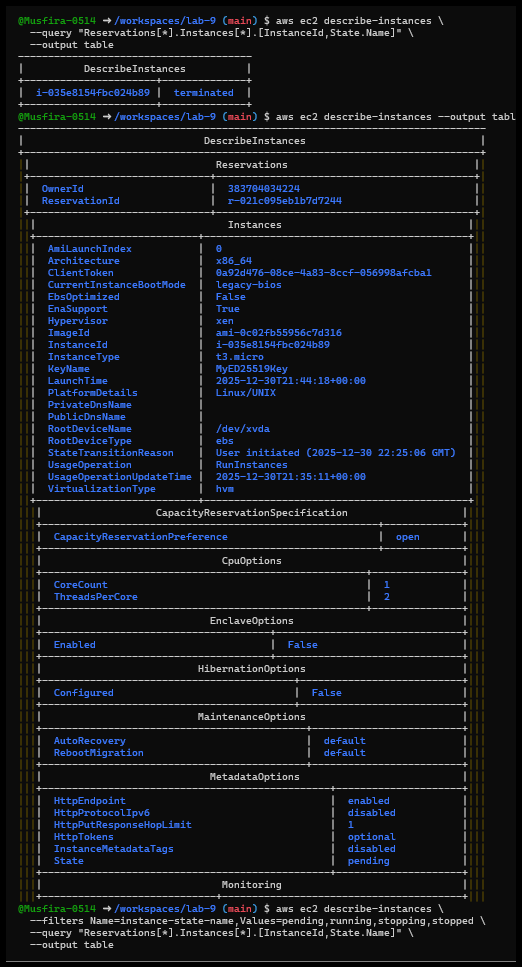 @Musfira-0514 ➜/workspaces/lab-9 (main) $ aws ec2 describe-instances \
--query "Reservations[*].Instances[*].[InstanceId,State.Name]" \
--output table
DescribeInstances
i-035e8154fbc024b89 | terminated
@Musfira-0514 ➜/workspaces/lab-9 (main) $ aws ec2 describe-instances --output tabl
DescribeInstances
Reservations
OwnerId | 383704034224
ReservationId | r-021c095eb1b7d7244
Instances
AmiLaunchIndex | 0
Architecture | x86_64
ClientToken | 0a92d476-08ce-4a83-8ccf-056998afcba1
CurrentInstanceBootMode | legacy-bios
EbsOptimized | False
EnaSupport | True
Hypervisor | xen
ImageId | ami-0c02fb55956c7d316
InstanceId | i-035e8154fbc024b89
InstanceType | t3.micro
KeyName | MyED25519Key
LaunchTime | 2025-12-30T21:44:18+00:00
PlatformDetails | Linux/UNIX
PrivateDnsName |
PublicDnsName |
RootDeviceName | /dev/xvda
RootDeviceType | ebs
StateTransitionReason | User initiated (2025-12-30 22:25:06 GMT)
UsageOperation | RunInstances
UsageOperationUpdateTime | 2025-12-30T21:35:11+00:00
VirtualizationType | hvm
CapacityReservationSpecification
CapacityReservationPreference | open
CpuOptions
CoreCount | 1
ThreadsPerCore | 2
EnclaveOptions
Enabled | False
HibernationOptions
Configured | False
MaintenanceOptions
AutoRecovery | default
RebootMigration | default
MetadataOptions
HttpEndpoint | enabled
HttpProtocolIpv6 | disabled
HttpPutResponseHopLimit | 1
HttpTokens | optional
InstanceMetadataTags | disabled
State | pending
Monitoring
@Musfira-0514 ➜/workspaces/lab-9 (main) $ aws ec2 describe-instances \
--filters Name=instance-state-name,Values=pending,running,stopping,stopped \
--query "Reservations[*].Instances[*].[InstanceId,State.Name]" \
--output table